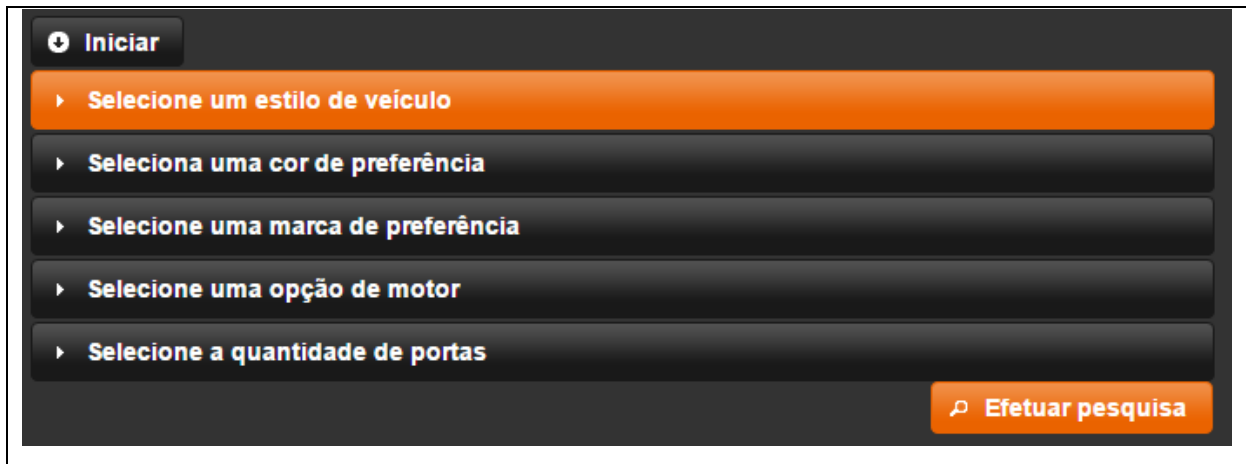 Iniciar
Selecione um estilo de veículo
Seleciona uma cor de preferência
Selecione uma marca de preferência
Selecione uma opção de motor
Selecione a quantidade de portas
Efetuar pesquisa